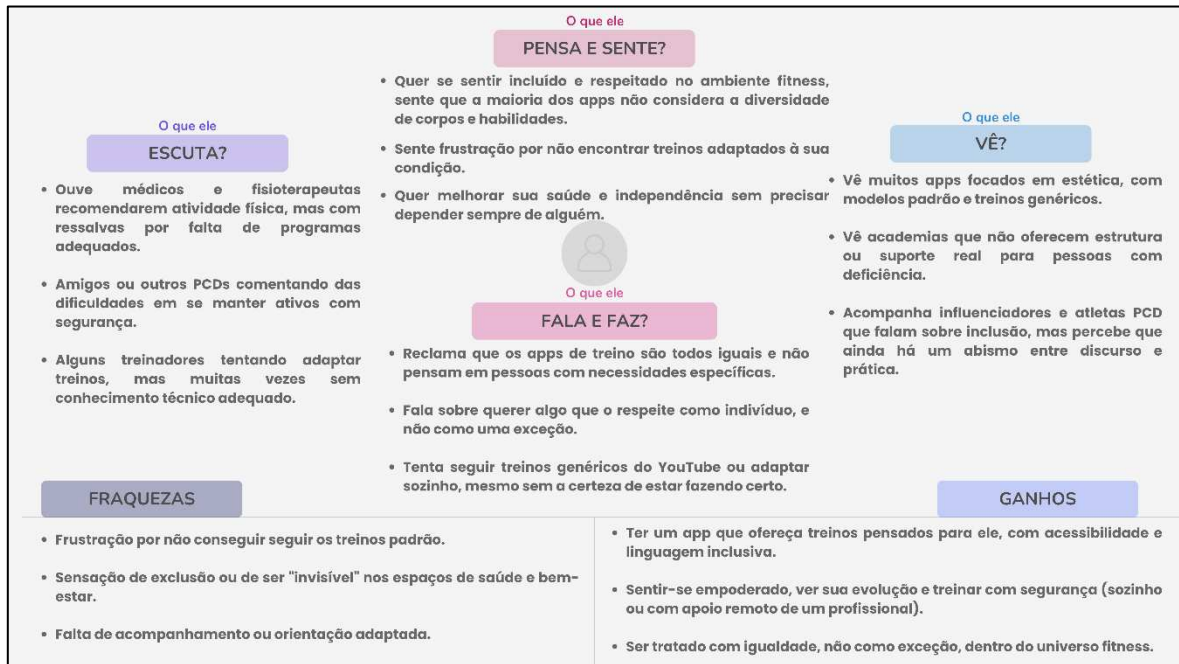 O que ele
PENSA E SENTE?
• Quer se sentir incluído e respeitado no ambiente fitness,
sente que a maioria dos apps não considera a diversidade
de corpos e habilidades.
• Sente frustração por não encontrar treinos adaptados à sua
condição.
• Quer melhorar sua saúde e independência sem precisar
depender sempre de alguém.
O que ele
ESCUTA?
• Ouve médicos e fisioterapeutas
recomendarem atividade física, mas com
ressalvas por falta de programas
adequados.
• Amigos ou outros PCDs comentando das
dificuldades em se manter ativos com
segurança.
• Alguns treinadores tentando adaptar
treinos, mas muitas vezes sem
conhecimento técnico adequado.
O que ele
VÊ?
• Vê muitos apps focados em estética, com
modelos padrão e treinos genéricos.
• Vê academias que não oferecem estrutura
ou suporte real para pessoas com
deficiência.
• Acompanha influenciadores e atletas PCD
que falam sobre inclusão, mas percebe que
ainda há um abismo entre discurso e
prática.
O que ele
FALA E FAZ?
• Reclama que os apps de treino são todos iguais e não
pensam em pessoas com necessidades específicas.
• Fala sobre querer algo que o respeite como indivíduo, e
não como uma exceção.
• Tenta seguir treinos genéricos do YouTube ou adaptar
sozinho, mesmo sem a certeza de estar fazendo certo.
FRAQUEZAS
• Frustração por não conseguir seguir os treinos padrão.
• Sensação de exclusão ou de ser "invisível" nos espaços de saúde e bem-
estar.
• Falta de acompanhamento ou orientação adaptada.
GANHOS
• Ter um app que ofereça treinos pensados para ele, com acessibilidade e
linguagem inclusiva.
• Sentir-se empoderado, ver sua evolução e treinar com segurança (sozinho
ou com apoio remoto de um profissional).
• Ser tratado com igualdade, não como exceção, dentro do universo fitness.